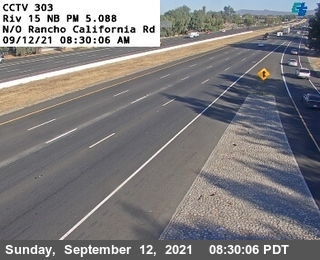 CCTV 303
Riv 15 NB PM 5.088
N/O Rancho California Rd
09/12/21 08:30:06 AM
Sunday, September 12, 2021 08:30:06 PDT